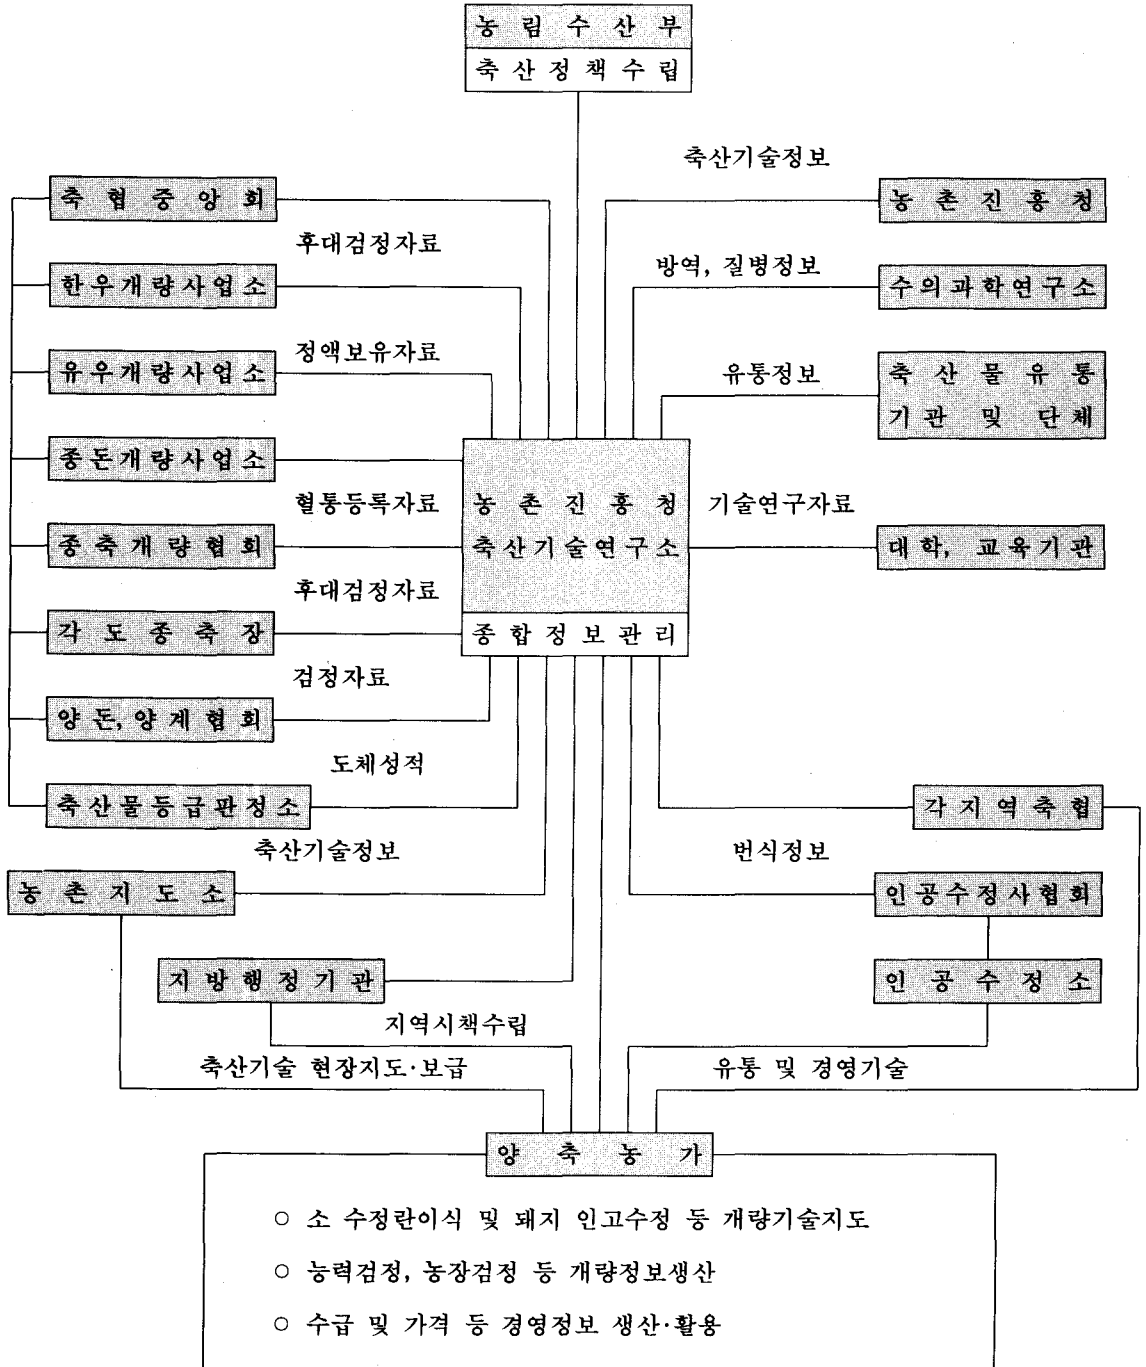 농림수산부
축산정책수립
축산기술정보
축협중앙회
농촌진흥청
후대검정자료
방역, 질병정보
한우개량사업소
수의과학연구소
정액보유자료
유우개량사업소
유통정보
축산물유통
기관 및 단체
종돈개량사업소
혈통등록자료
농촌진흥청
축산기술연구소
기술연구자료
종축개량협회
대학, 교육기관
후대검정자료
각도종축장
종합정보관리
검정자료
양돈, 양계협회
도체성적
축산물등급판정소
각지역축협
축산기술정보
번식정보
농촌지도소
인공수정사협회
지방행정기관
인공수정소
지역시책수립
축산기술 현장지도·보급
유통 및 경영기술
양축농가
○ 소 수정란이식 및 돼지 인고수정 등 개량기술지도
○ 능력검정, 농장검정 등 개량정보생산
○ 수급 및 가격 등 경영정보 생산·활용